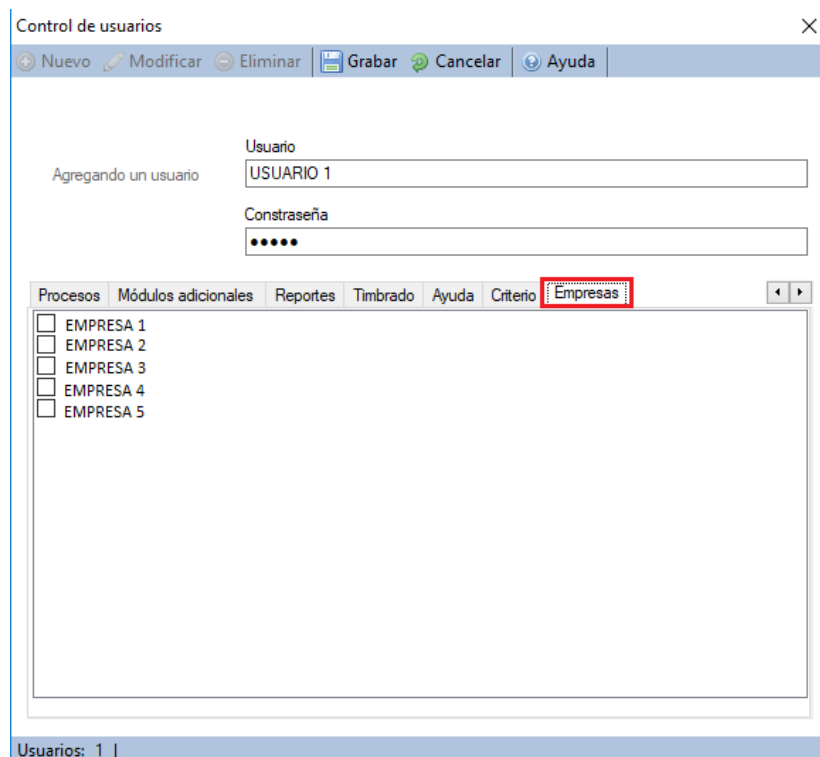 Control de usuarios
Nuevo Modificar Eliminar Grabar Cancelar Ayuda
Usuario
Agregando un usuario USUARIO 1
Constraseña
Procesos Módulos adicionales Reportes Timbrado Ayuda Criterio Empresas
EMPRESA 1
EMPRESA 2
EMPRESA 3
EMPRESA 4
EMPRESA 5
Usuarios: 1 |